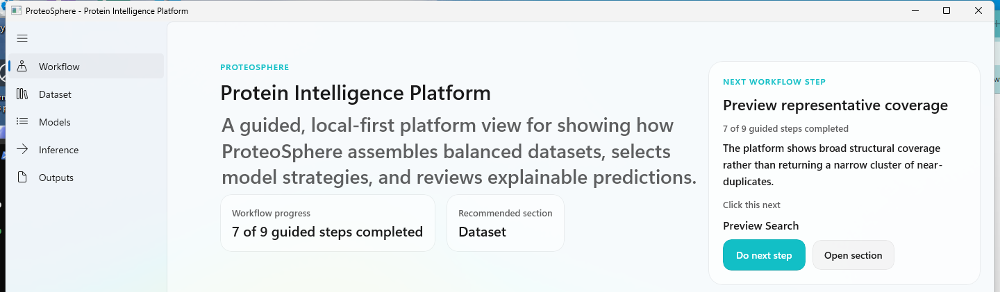 ProteoSphere - Protein Intelligence Platform
Workflow
Dataset
Models
Inference
Outputs
PROTEOSPHERE
Protein Intelligence Platform
A guided, local-first platform view for showing how
ProteoSphere assembles balanced datasets, selects
model strategies, and reviews explainable predictions.
Workflow progress
7 of 9 guided steps completed
Recommended section
Dataset
NEXT WORKFLOW STEP
Preview representative coverage
7 of 9 guided steps completed
The platform shows broad structural coverage
rather than returning a narrow cluster of near-
duplicates.
Click this next
Preview Search
Do next step
Open section